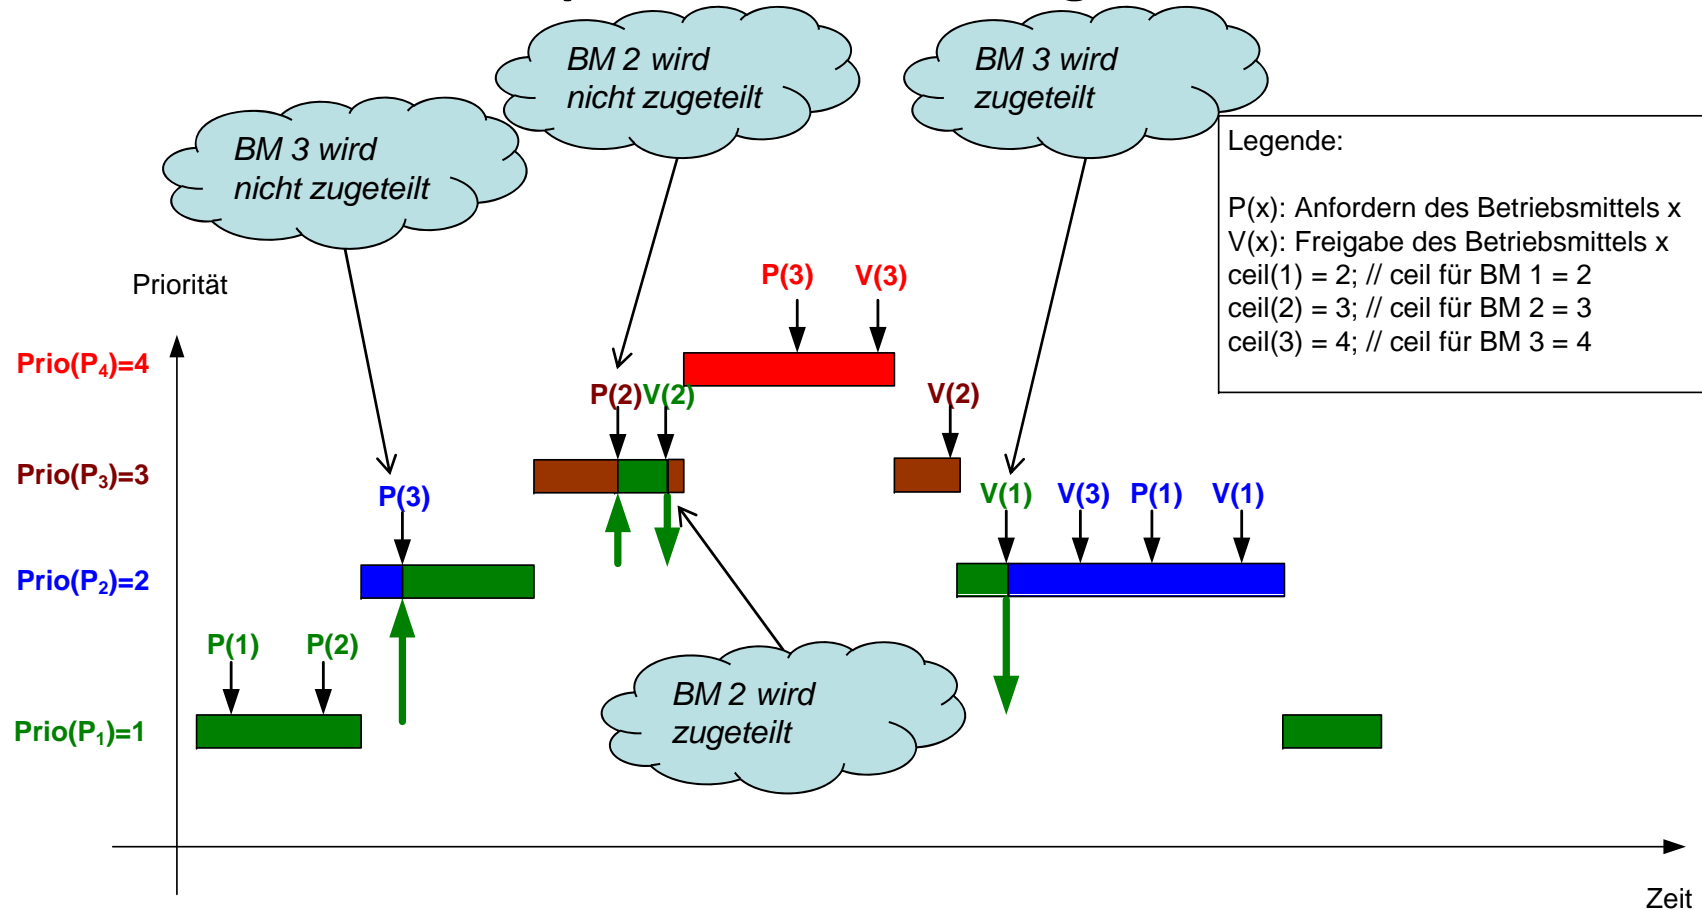 BM 2 wird
nicht zugeteilt
BM 3 wird
zugeteilt
BM 3 wird
nicht zugeteilt
Legende:
P(x): Anfordern des Betriebsmittels x
V(x): Freigabe des Betriebsmittels x
ceil(1) = 2; // ceil für BM 1 = 2
ceil(2) = 3; // ceil für BM 2 = 3
ceil(3) = 4; // ceil für BM 3 = 4
Priorität
P(3) V(3)
Prio(P4)=4
P(2) V(2) V(2)
Prio(P3)=3
P(3) V(1) V(3) P(1) V(1)
Prio(P2)=2
P(1) P(2)
BM 2 wird
zugeteilt
Prio(P1)=1
Zeit